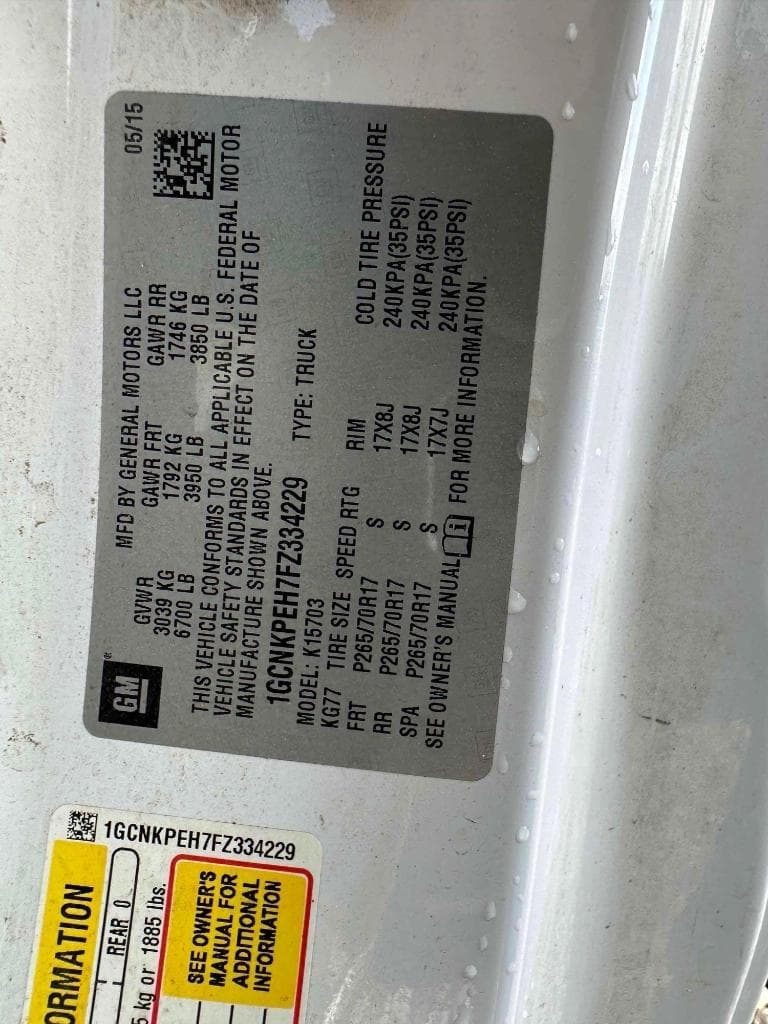 MFD BY GENERAL MOTORS LLC 05/15
GVWR GAWR FRT GAWR RR
3039 KG 1792 KG 1746 KG
6700 LB 3950 LB 3850 LB
THIS VEHICLE CONFORMS TO ALL APPLICABLE U.S. FEDERAL MOTOR
VEHICLE SAFETY STANDARDS IN EFFECT ON THE DATE OF
MANUFACTURE SHOWN ABOVE.
1GCNKPEH7FZ334229 TYPE: TRUCK
MODEL: K15703
KG77 TIRE SIZE SPEED RTG RIM COLD TIRE PRESSURE
FRT P265/70R17 S 17X8J 240KPA(35PSI)
RR P265/70R17 S 17X8J 240KPA(35PSI)
SPA P265/70R17 S 17X7J 240KPA(35PSI)
SEE OWNER'S MANUAL i FOR MORE INFORMATION.
GM®
1GCNKPEH7FZ334229
ORMATION
REAR 0
5 kg or 1885 lbs.
SEE OWNER'S
MANUAL FOR
ADDITIONAL
INFORMATION